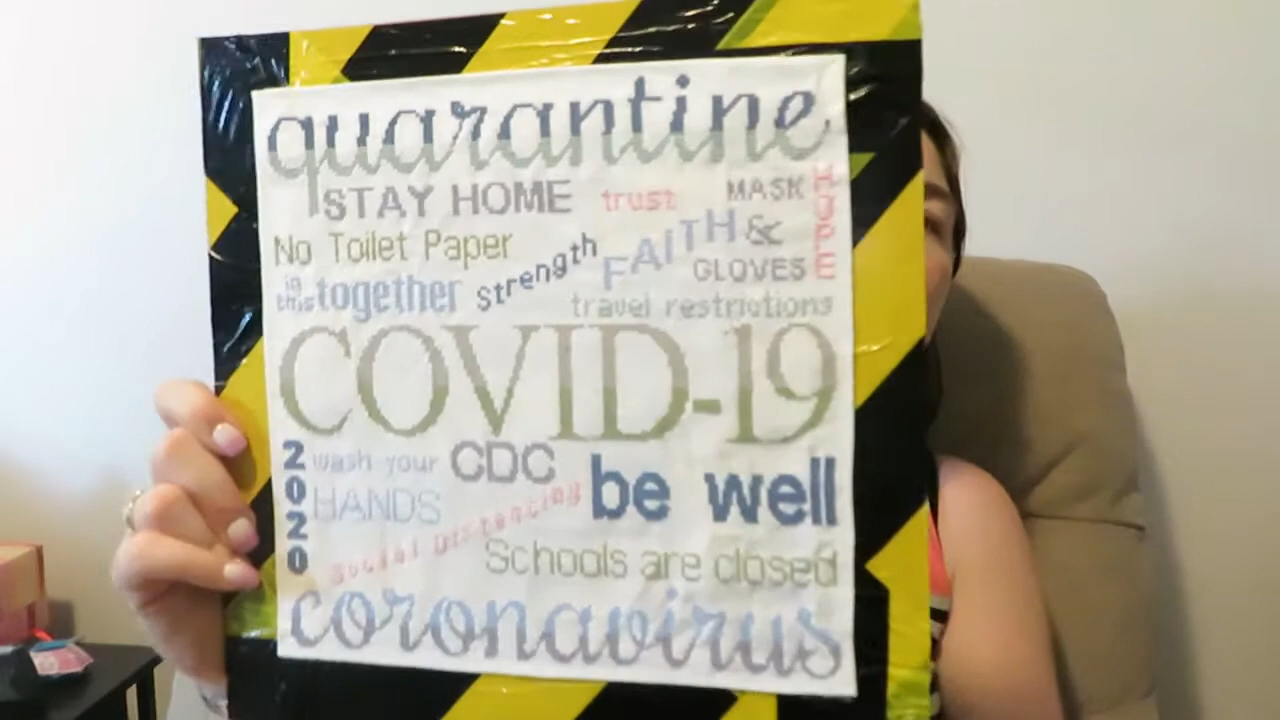 quarantine
STAY HOME trust MASK
& GLOVES
HOPE
No Toilet Paper
in this together strength FAITH
travel restrictions
COVID-19
2020
wash your HANDS
CDC
be well
Social Distancing
Schools are closed
coronavirus